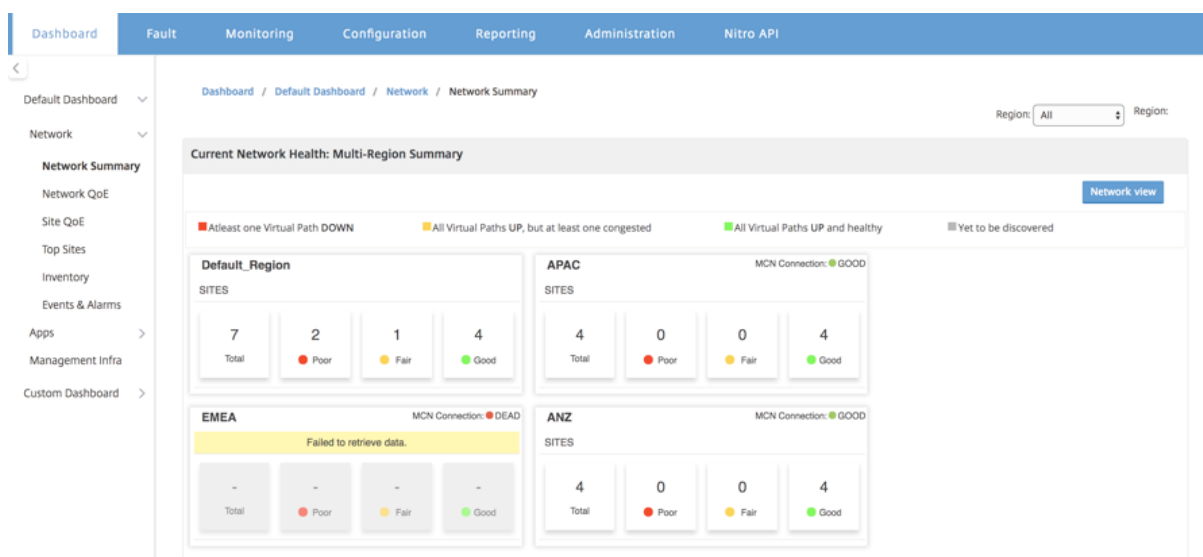 Dashboard Fault Monitoring Configuration Reporting Administration Nitro API
Default Dashboard
Network
Network Summary
Network QoE
Site QoE
Top Sites
Inventory
Events & Alarms
Apps
Management Infra
Custom Dashboard
Dashboard / Default Dashboard / Network / Network Summary
Region: All Region:
Current Network Health: Multi-Region Summary
Network view
Atleast one Virtual Path DOWN All Virtual Paths UP, but at least one congested All Virtual Paths UP and healthy Yet to be discovered
Default_Region
SITES
7 2 1 4
Total Poor Fair Good
APAC MCN Connection: GOOD
SITES
4 0 0 4
Total Poor Fair Good
EMEA MCN Connection: DEAD
Failed to retrieve data.
- - - -
Total Poor Fair Good
ANZ MCN Connection: GOOD
SITES
4 0 0 4
Total Poor Fair Good